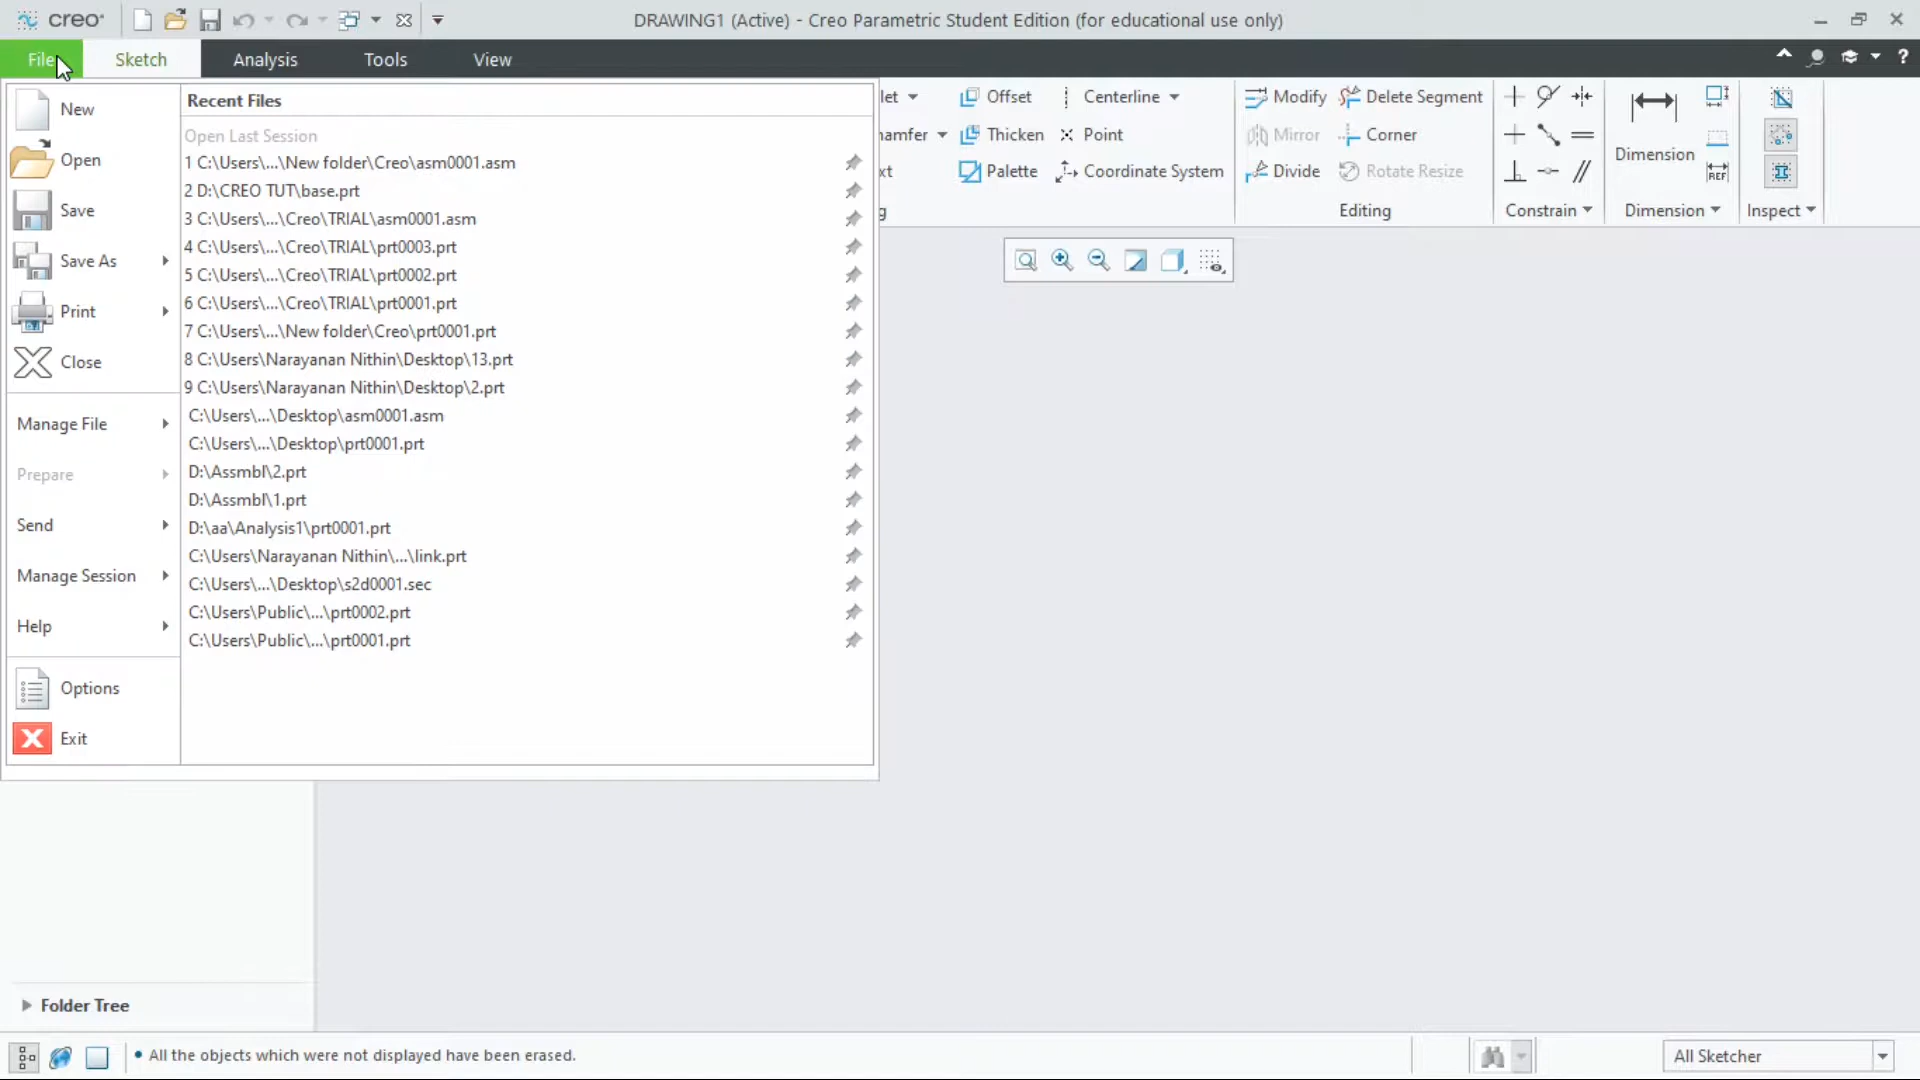 creo®
DRAWING1 (Active) - Creo Parametric Student Edition (for educational use only)
File
Sketch
Analysis
Tools
View
New
Open
Save
Save As
Print
Close
Manage File
Prepare
Send
Manage Session
Help
Options
Exit
Recent Files
Open Last Session
1 C:\Users\...\New folder\Creo\asm0001.asm
2 D:\CREO TUT\base.prt
3 C:\Users\...\Creo\TRIAL\asm0001.asm
4 C:\Users\...\Creo\TRIAL\prt0003.prt
5 C:\Users\...\Creo\TRIAL\prt0002.prt
6 C:\Users\...\Creo\TRIAL\prt0001.prt
7 C:\Users\...\New folder\Creo\prt0001.prt
8 C:\Users\Narayanan Nithin\Desktop\13.prt
9 C:\Users\Narayanan Nithin\Desktop\2.prt
C:\Users\...\Desktop\asm0001.asm
C:\Users\...\Desktop\prt0001.prt
D:\Assmbl\2.prt
D:\Assmbl\1.prt
D:\aa\Analysis1\prt0001.prt
C:\Users\Narayanan Nithin\...\link.prt
C:\Users\...\Desktop\s2d0001.sec
C:\Users\Public\...\prt0002.prt
C:\Users\Public\...\prt0001.prt
let
Offset
Centerline
hamfer
Thicken
Point
xt
Palette
Coordinate System
g
Modify
Delete Segment
Mirror
Corner
Divide
Rotate Resize
Editing
Constrain
Dimension
REF
Dimension
Inspect
Folder Tree
• All the objects which were not displayed have been erased.
All Sketcher